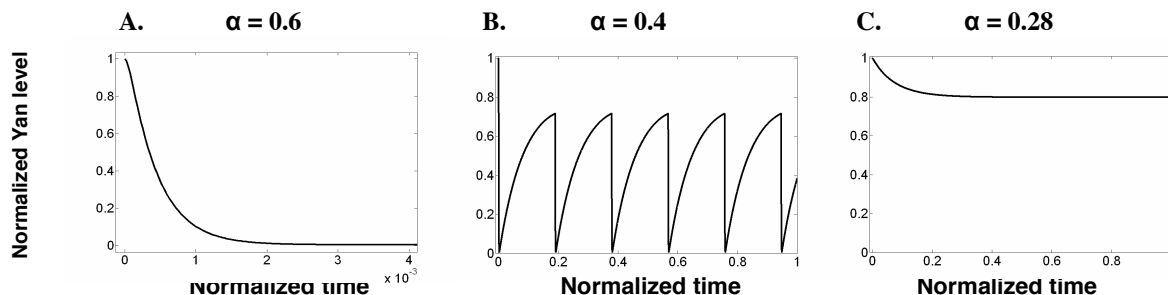 A. α = 0.6
B. α = 0.4
C. α = 0.28
Normalized Yan level
1
0.8
0.6
0.4
0.2
0
0 1 2 3 4
x 10⁻³
Normalized time
1
0.8
0.6
0.4
0.2
0
0 0.2 0.4 0.6 0.8 1
Normalized time
1
0.8
0.6
0.4
0.2
0
0 0.2 0.4 0.6 0.8
Normalized time